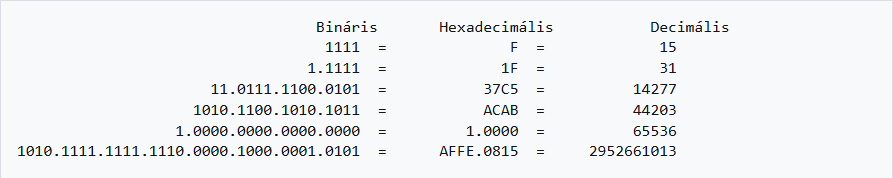 Bináris Hexadecimális Decimális
1111 = F = 15
1.1111 = 1F = 31
11.0111.1100.0101 = 37C5 = 14277
1010.1100.1010.1011 = ACAB = 44203
1.0000.0000.0000.0000 = 1.0000 = 65536
1010.1111.1111.1110.0000.1000.0001.0101 = AFFE.0815 = 2952661013